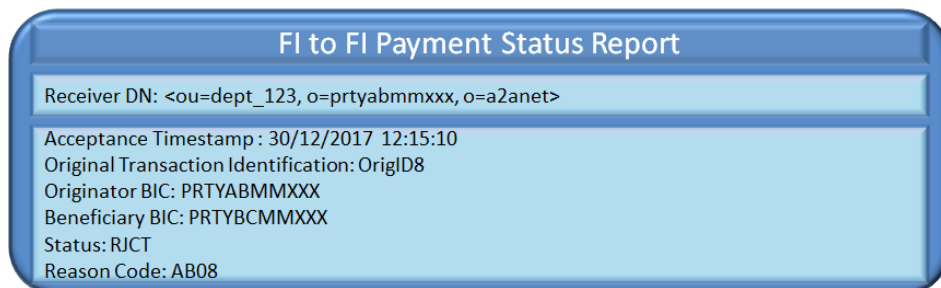 FI to FI Payment Status Report
Receiver DN: <ou=dept_123, o=prtyabmmxxx, o=a2anet>
Acceptance Timestamp : 30/12/2017 12:15:10
Original Transaction Identification: OrigID8
Originator BIC: PRTYABMMXXX
Beneficiary BIC: PRTYBCMMXXX
Status: RJCT
Reason Code: AB08